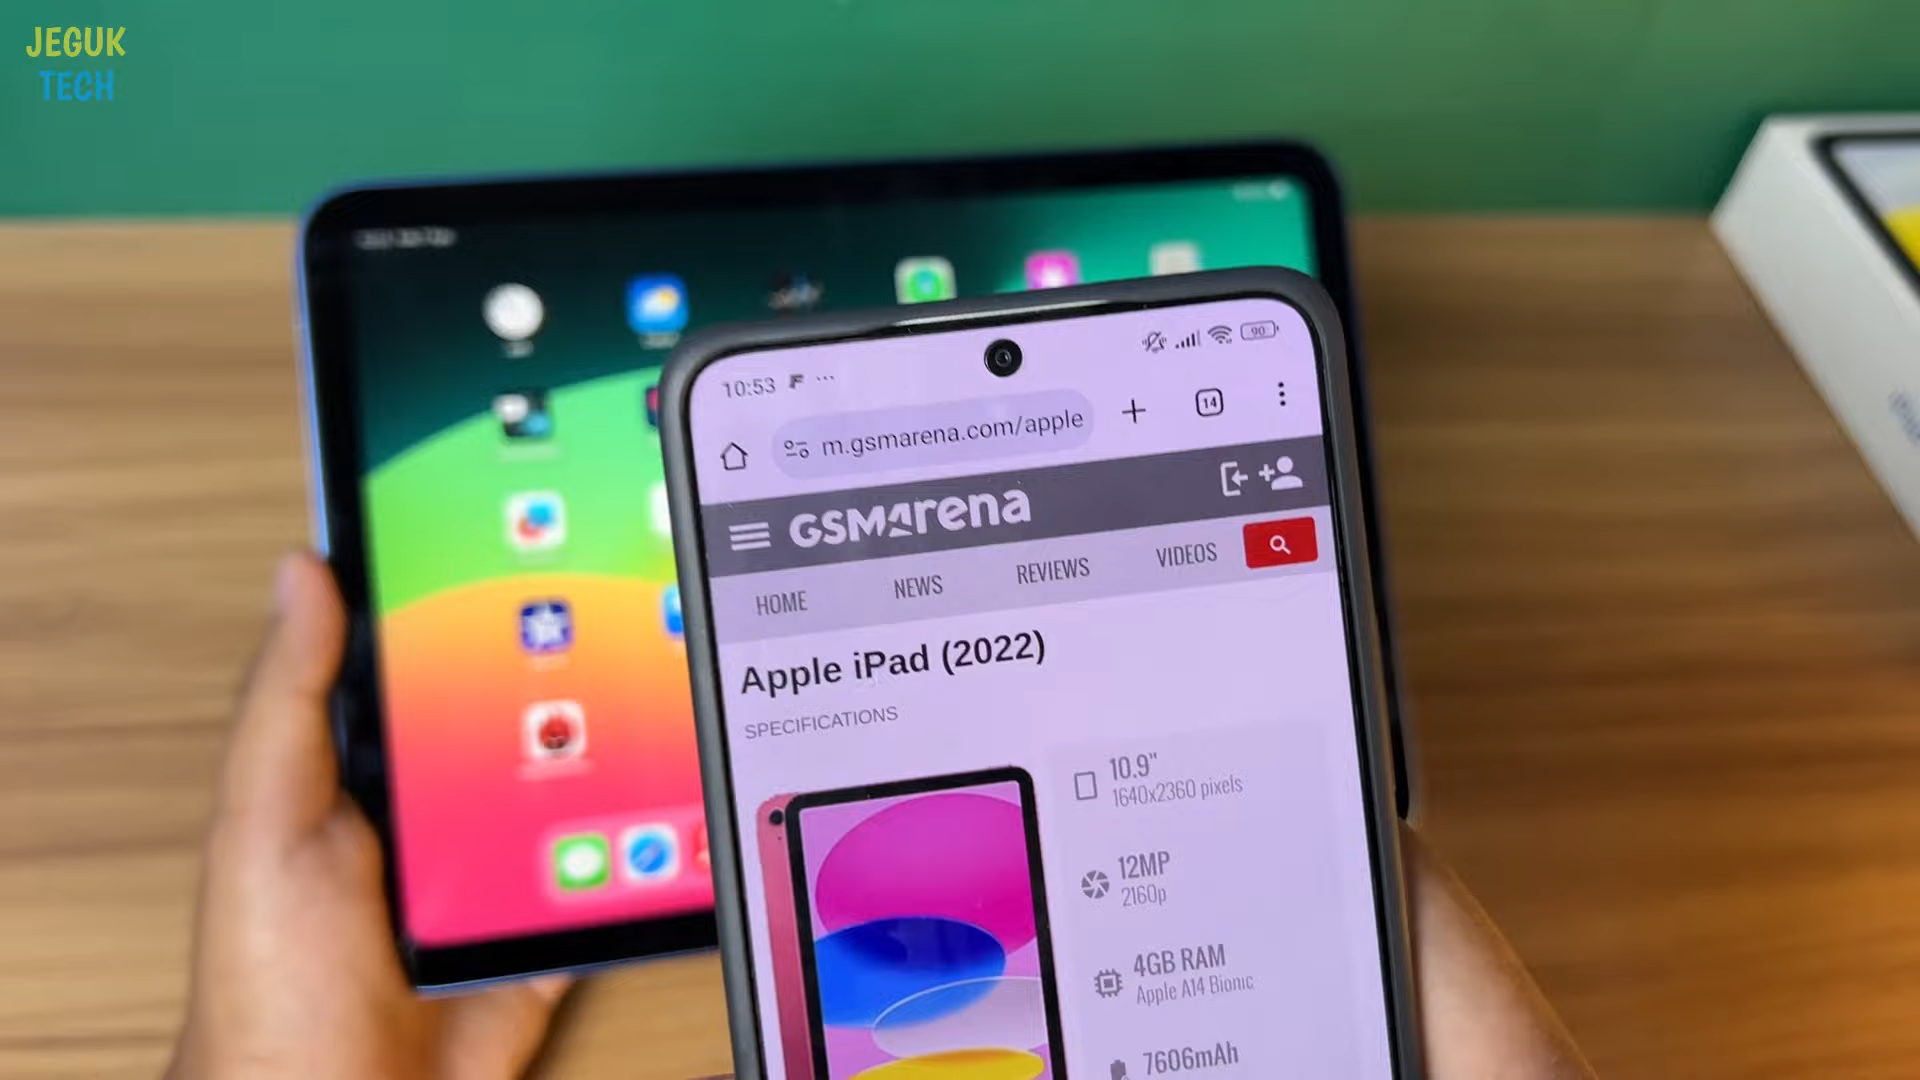 JEGUK
TECH
10:53
90
m.gsmarena.com/apple
14
GSMArena
HOME
NEWS
REVIEWS
VIDEOS
Apple iPad (2022)
SPECIFICATIONS
10.9"
1640x2360 pixels
12MP
2160p
4GB RAM
Apple A14 Bionic
7606mAh